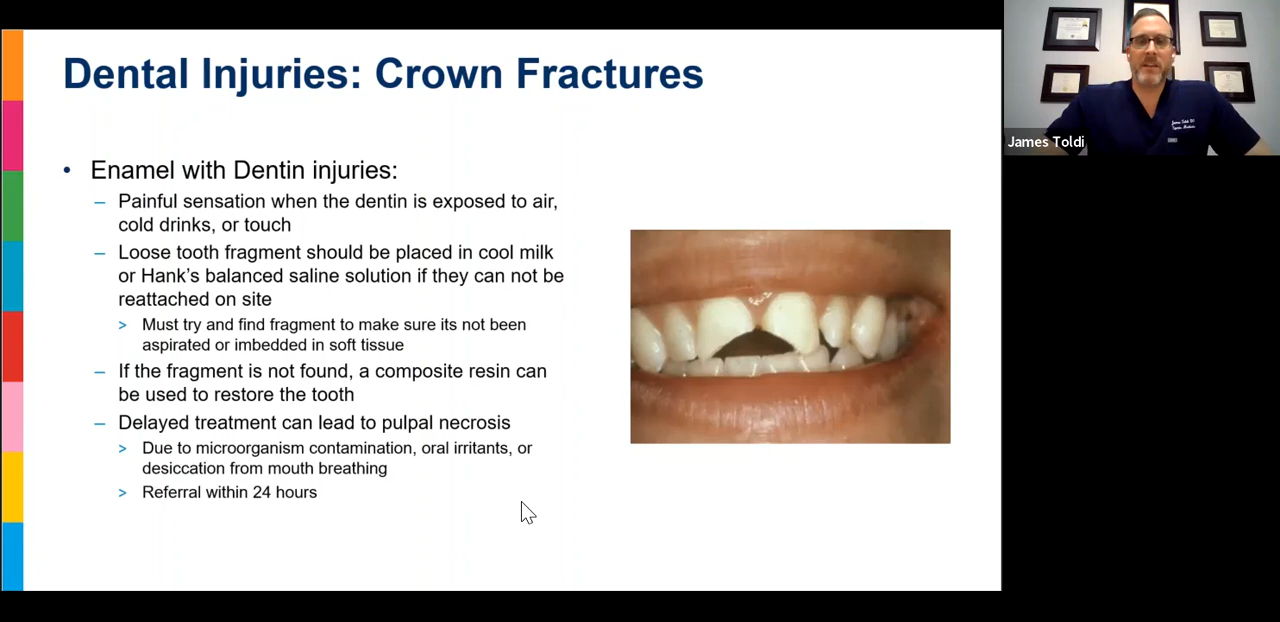 Dental Injuries: Crown Fractures
• Enamel with Dentin injuries:
– Painful sensation when the dentin is exposed to air,
cold drinks, or touch
– Loose tooth fragment should be placed in cool milk
or Hank's balanced saline solution if they can not be
reattached on site
> Must try and find fragment to make sure its not been
aspirated or imbedded in soft tissue
– If the fragment is not found, a composite resin can
be used to restore the tooth
– Delayed treatment can lead to pulpal necrosis
> Due to microorganism contamination, oral irritants, or
desiccation from mouth breathing
> Referral within 24 hours
James Toldi